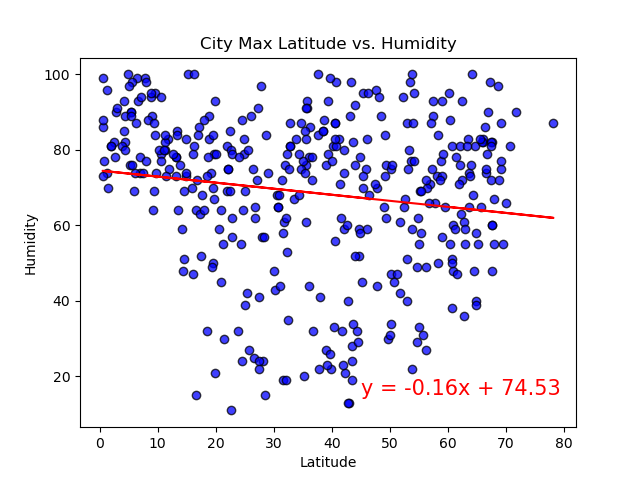 City Max Latitude vs. Humidity
Humidity
100
80
60
40
20
y = -0.16x + 74.53
0 10 20 30 40 50 60 70 80
Latitude